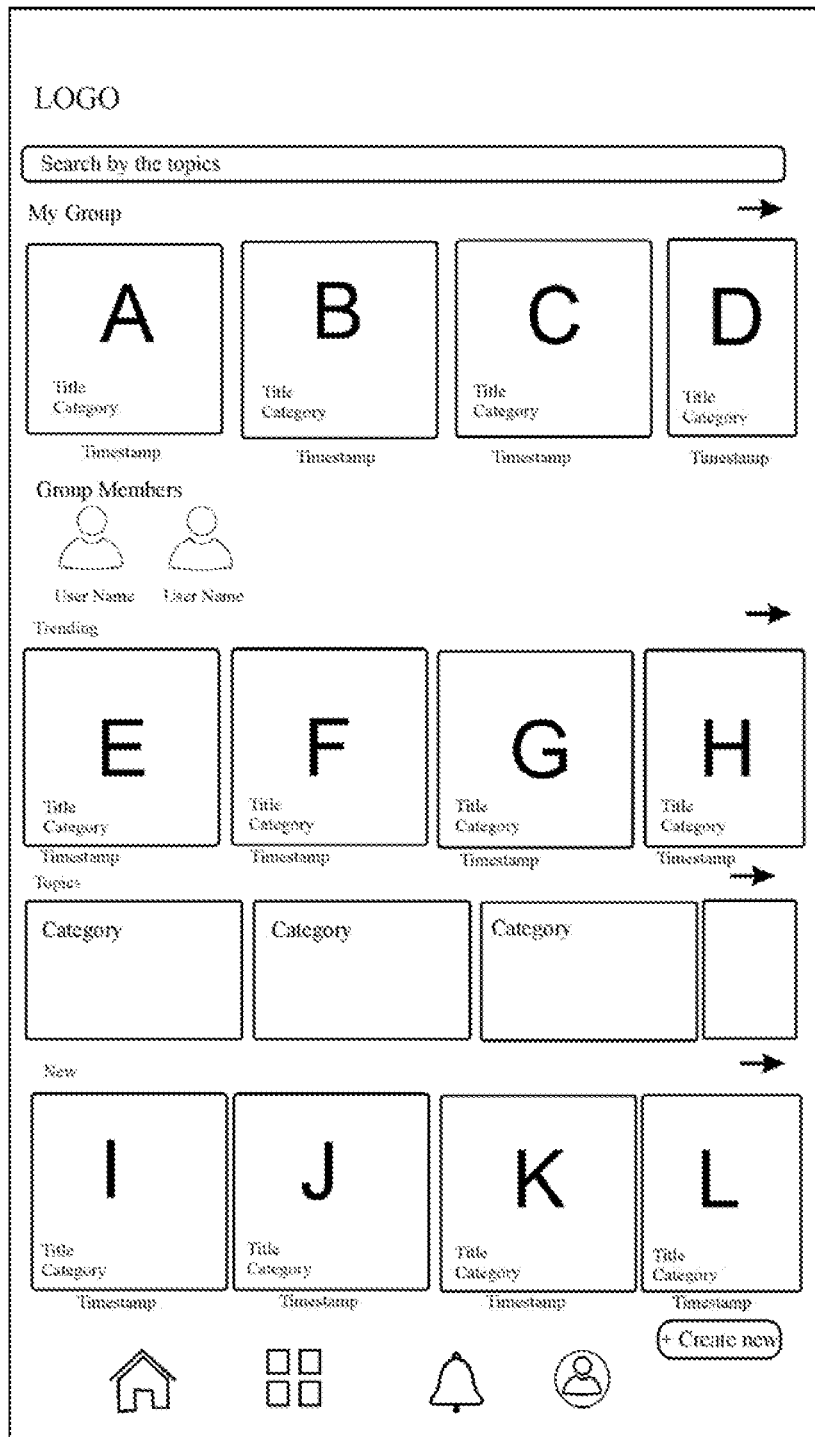 LOGO
Search by the topics
My Group
A B C D
Title Title Title Title
Category Category Category Category
Timestamp Timestamp Timestamp Timestamp
Group Members
User Name User Name
Trending
E F G H
Title Title Title Title
Category Category Category Category
Timestamp Timestamp Timestamp Timestamp
Topics
Category Category Category
New
I J K L
Title Title Title Title
Category Category Category Category
Timestamp Timestamp Timestamp Timestamp
+ Create new